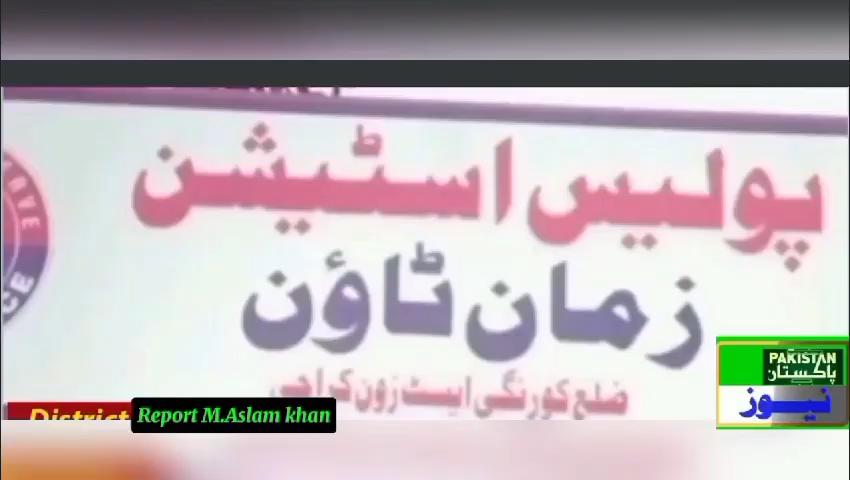 پولیس اسٹیشن
زمان ٹاؤن
ضلع کورنگی ایسٹ زون کراچی
District
Report M.Aslam khan
PAKISTAN
پاکستان
نیوز